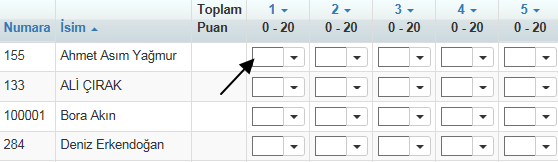 Toplam 1 2 3 4 5
Numara İsim Puan 0 - 20 0 - 20 0 - 20 0 - 20 0 - 20
155 Ahmet Asım Yağmur
133 ALİ ÇIRAK
100001 Bora Akın
284 Deniz Erkendoğan